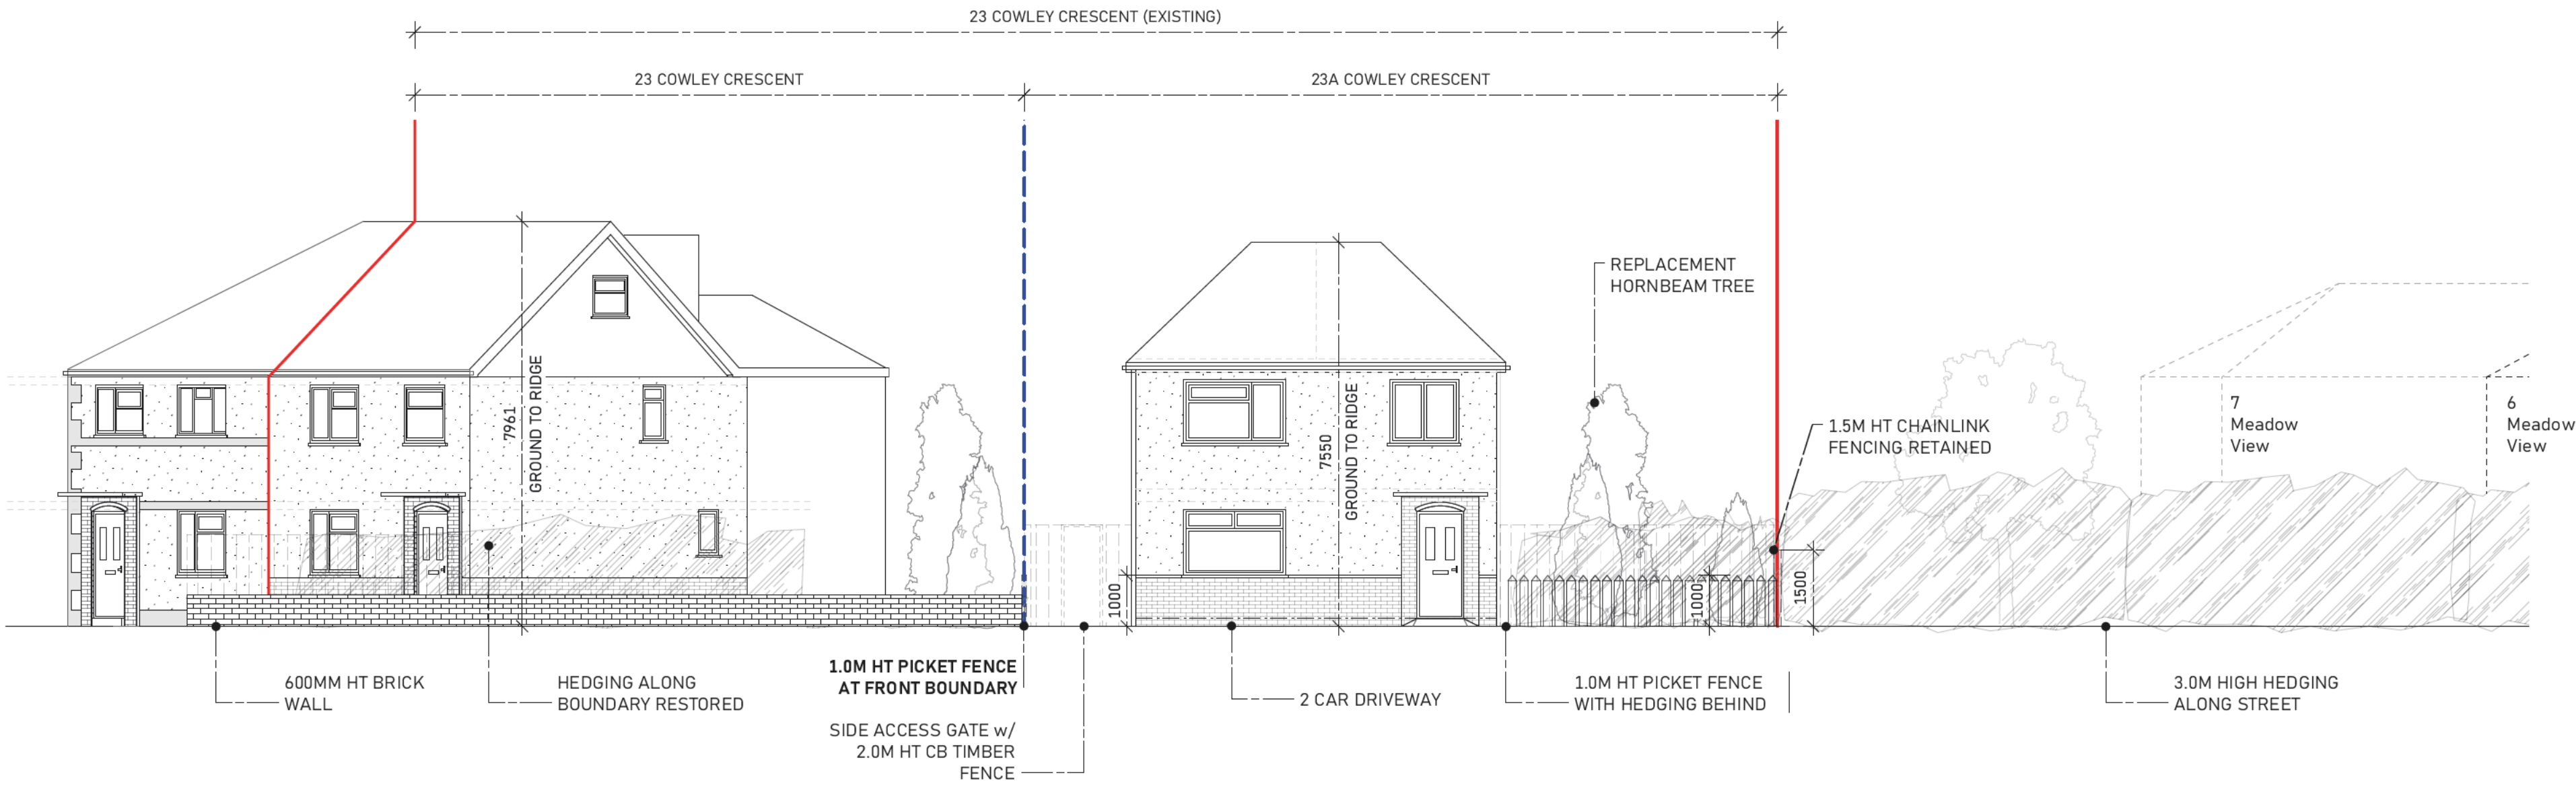 23 COWLEY CRESCENT (EXISTING)
23 COWLEY CRESCENT
23A COWLEY CRESCENT
7961
GROUND TO RIDGE
7550
GROUND TO RIDGE
REPLACEMENT
HORNBEAM TREE
1.5M HT CHAINLINK
FENCING RETAINED
7
Meadow
View
6
Meadow
View
1000
1000
1500
600MM HT BRICK
WALL
HEDGING ALONG
BOUNDARY RESTORED
1.0M HT PICKET FENCE
AT FRONT BOUNDARY
SIDE ACCESS GATE w/
2.0M HT CB TIMBER
FENCE
2 CAR DRIVEWAY
1.0M HT PICKET FENCE
WITH HEDGING BEHIND
3.0M HIGH HEDGING
ALONG STREET